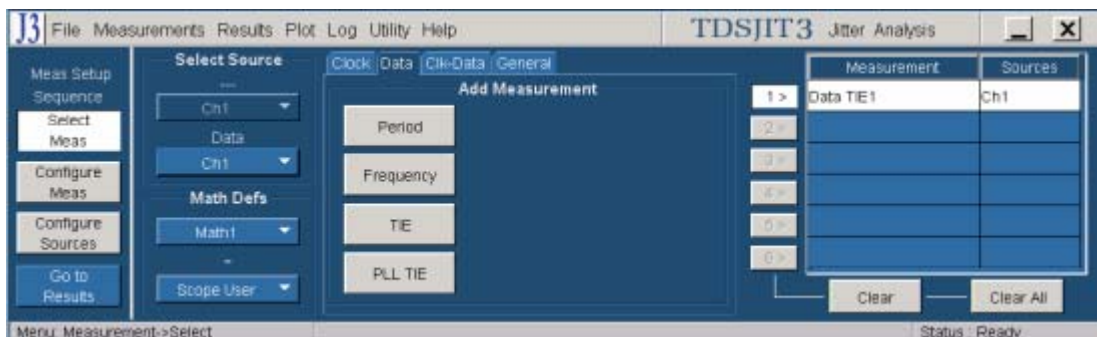 J3 File Measurements Results Plot Log Utility Help TDSJIT3 Jitter Analysis
Meas Setup
Sequence
Select
Meas
Configure
Meas
Configure
Sources
Go to
Results
Select Source
---
Ch1
Data
Ch1
Math Defs
Math1
=
Scope User
Clock Data Clk-Data General
Add Measurement
Period
Frequency
TIE
PLL TIE
1 >
2 >
3 >
4 >
5 >
6 >
Measurement Sources
Data TIE1 Ch1
Clear Clear All
Menu: Measurement->Select Status : Ready